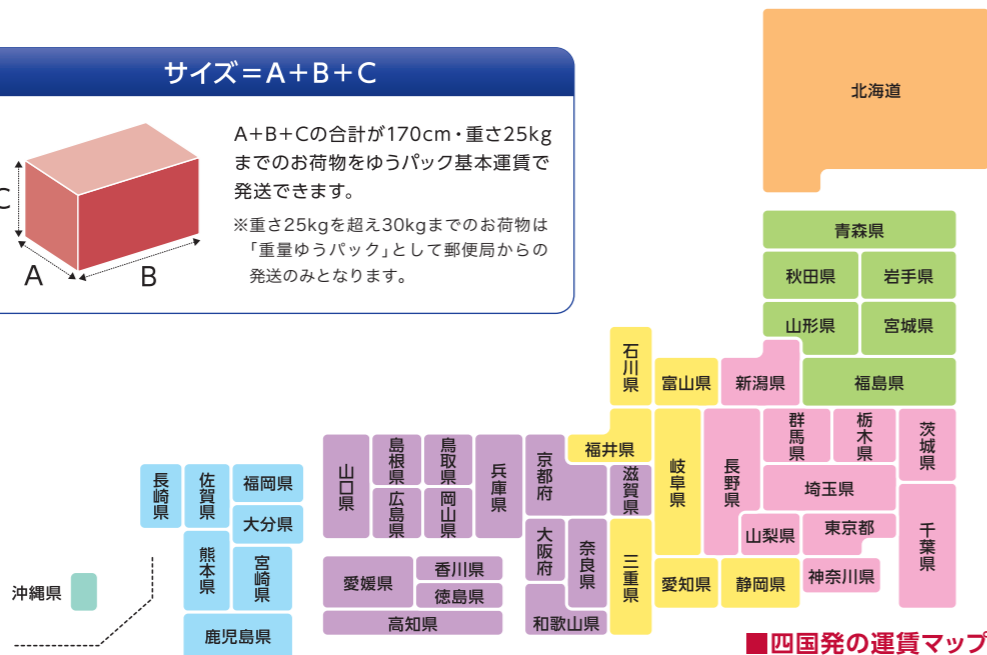 サイズ＝A＋B＋C
A＋B＋Cの合計が170cm・重さ25kg
までのお荷物をゆうパック基本運賃で
発送できます。
※重さ25kgを超え30kgまでのお荷物は
「重量ゆうパック」として郵便局からの
発送のみとなります。
C
A
B
北海道
青森県
秋田県
岩手県
山形県
宮城県
福島県
石川県
富山県
新潟県
福井県
岐阜県
長野県
群馬県
栃木県
茨城県
埼玉県
山梨県
東京都
千葉県
神奈川県
静岡県
愛知県
三重県
滋賀県
京都府
兵庫県
鳥取県
島根県
山口県
岡山県
広島県
大阪府
奈良県
和歌山県
愛媛県
香川県
徳島県
高知県
福岡県
佐賀県
長崎県
大分県
熊本県
宮崎県
鹿児島県
沖縄県
■四国発の運賃マップ